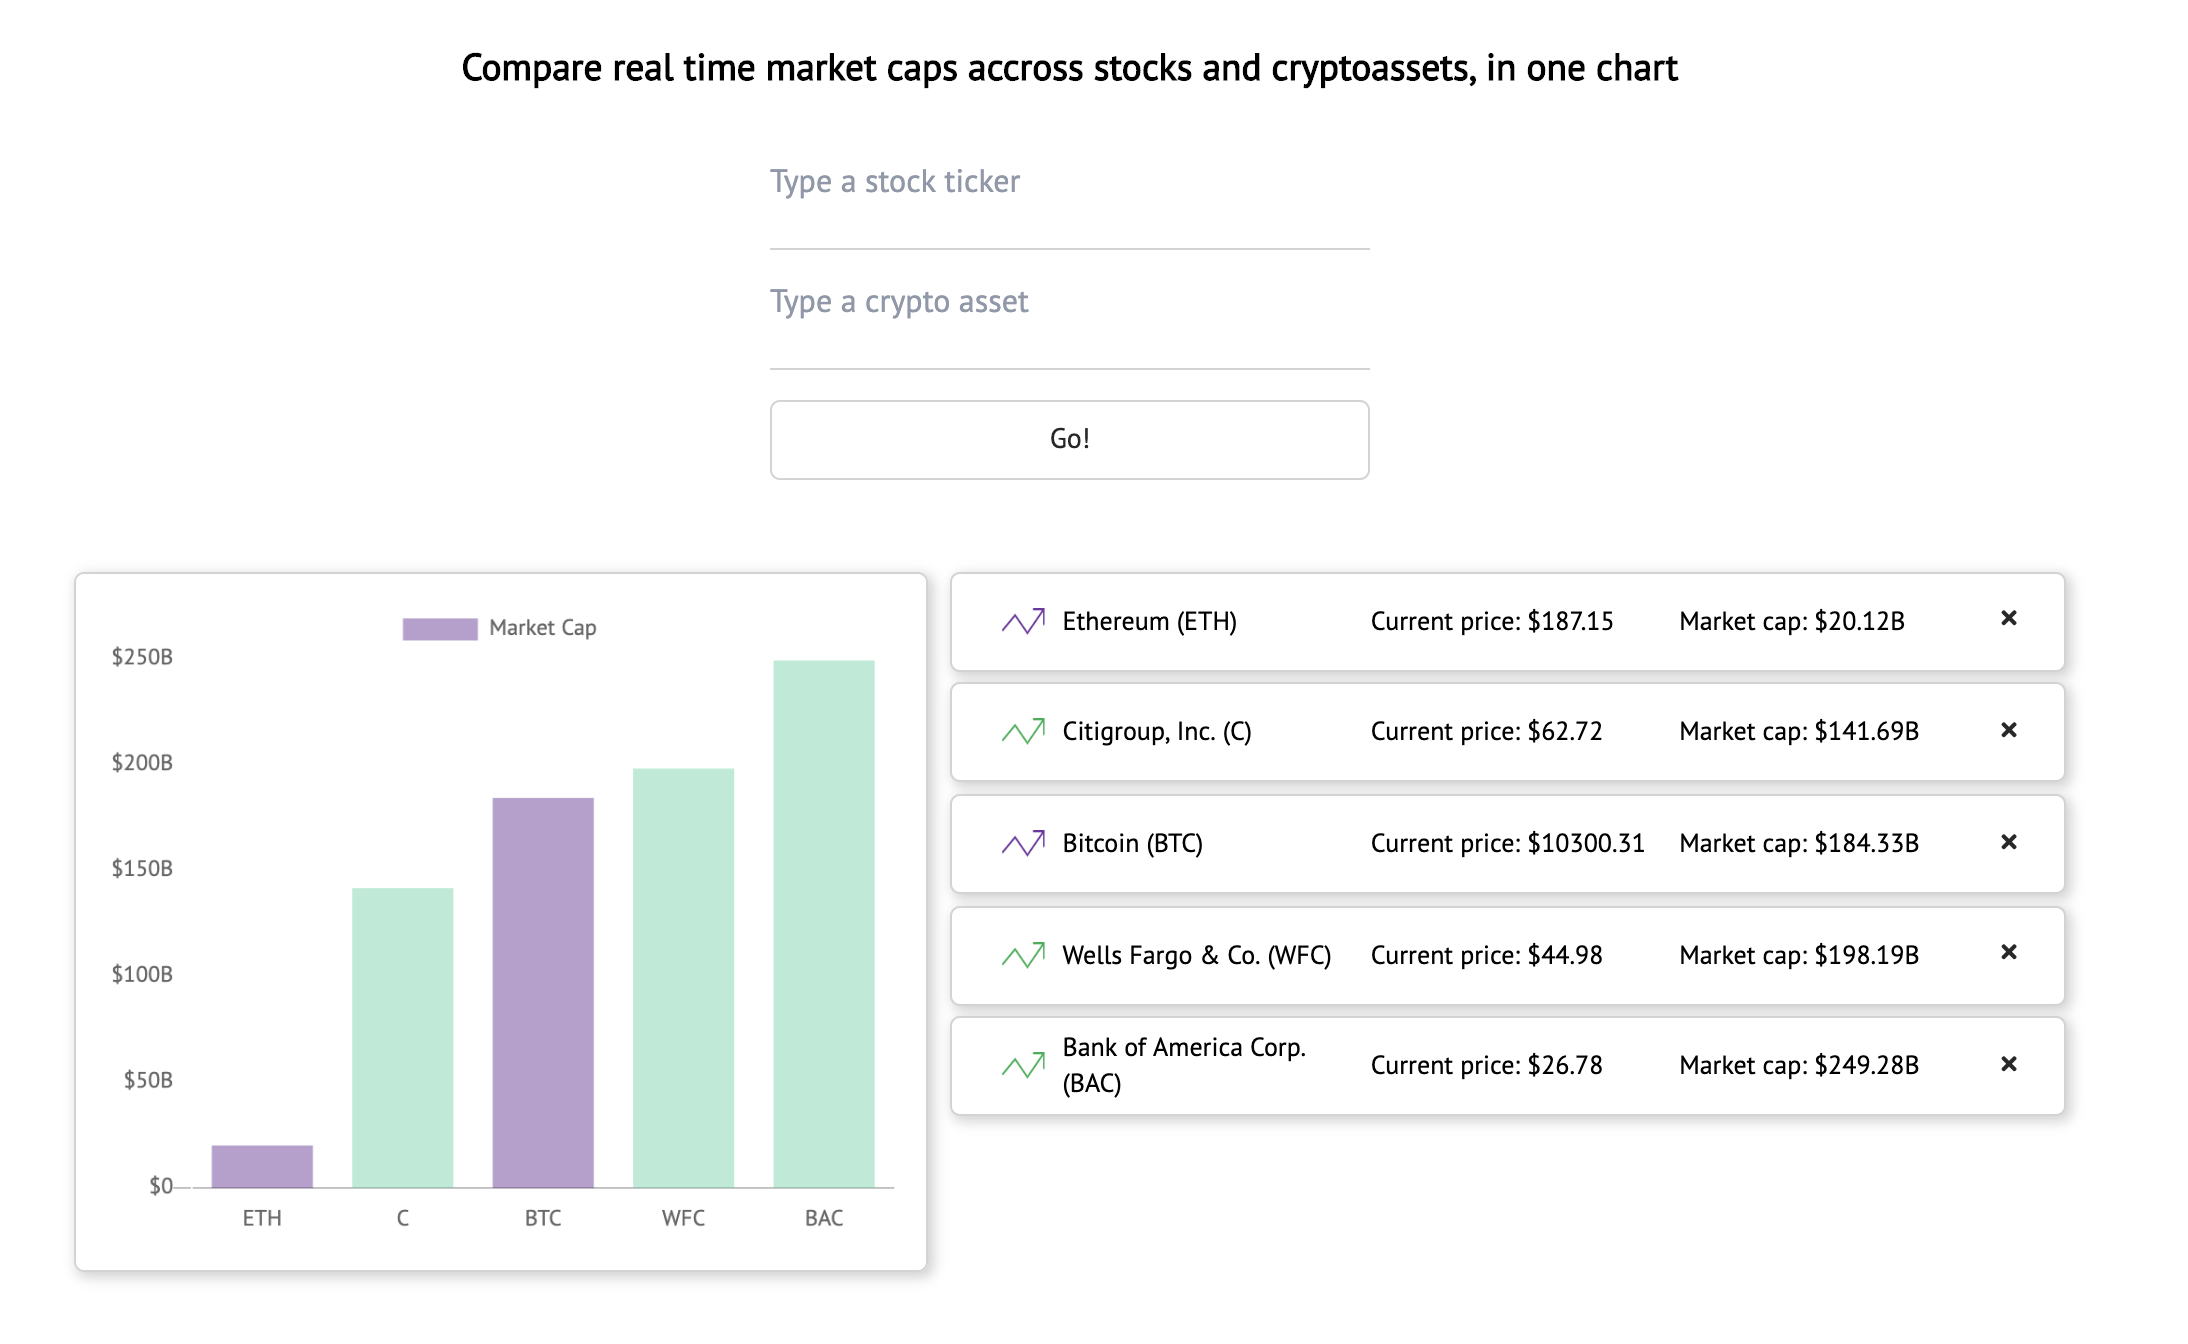 Compare real time market caps accross stocks and cryptoassets, in one chart
Type a stock ticker
Type a crypto asset
Go!
Market Cap
$250B
$200B
$150B
$100B
$50B
$0
ETH C BTC WFC BAC
Ethereum (ETH) Current price: $187.15 Market cap: $20.12B ×
Citigroup, Inc. (C) Current price: $62.72 Market cap: $141.69B ×
Bitcoin (BTC) Current price: $10300.31 Market cap: $184.33B ×
Wells Fargo & Co. (WFC) Current price: $44.98 Market cap: $198.19B ×
Bank of America Corp.
(BAC) Current price: $26.78 Market cap: $249.28B ×